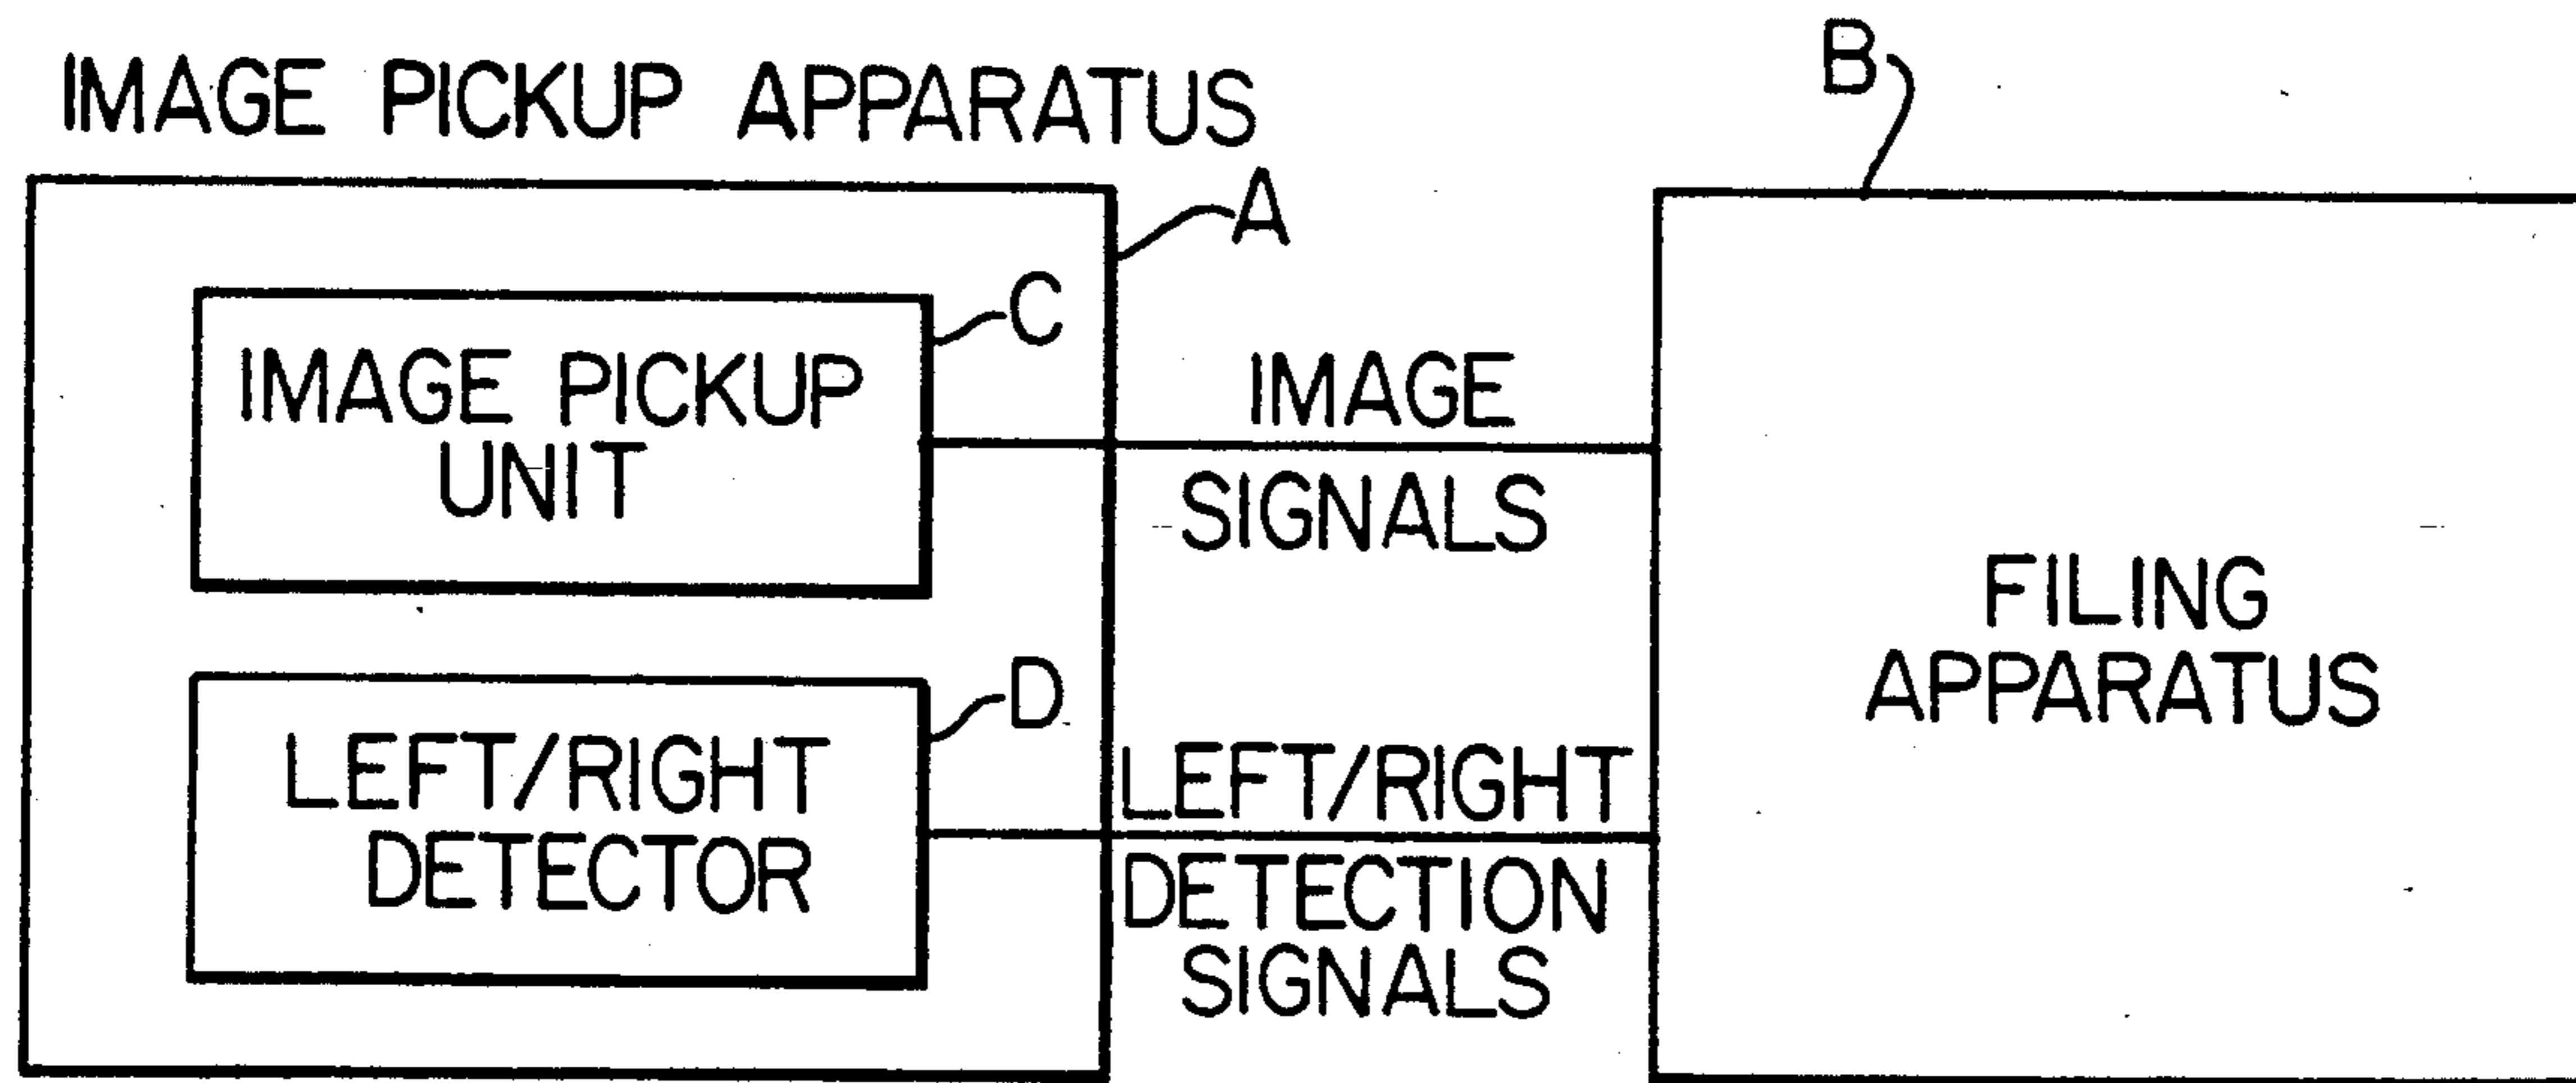 IMAGE PICKUP APPARATUS
B
A
C
IMAGE PICKUP
UNIT
IMAGE
SIGNALS
FILING
APPARATUS
D
LEFT/RIGHT
DETECTOR
LEFT/RIGHT
DETECTION
SIGNALS